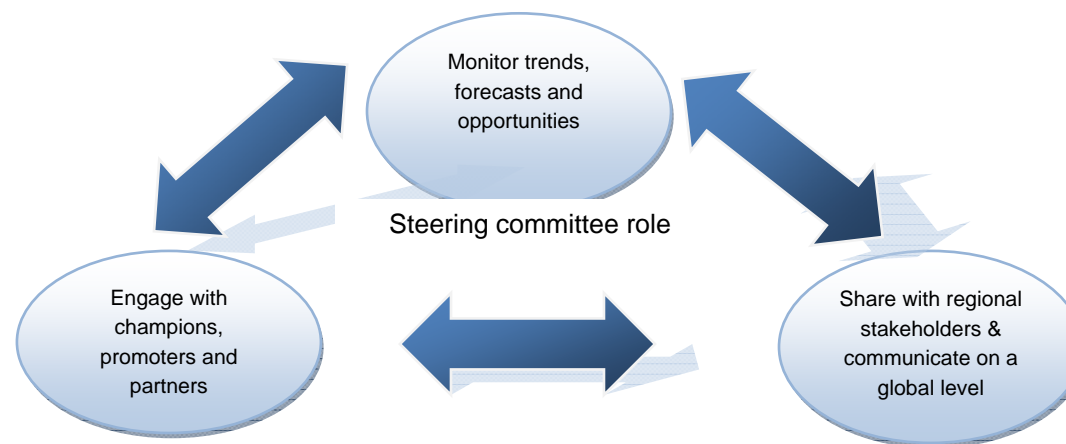 Monitor trends,
forecasts and
opportunities
Steering committee role
Engage with
champions,
promoters and
partners
Share with regional
stakeholders &
communicate on a
global level